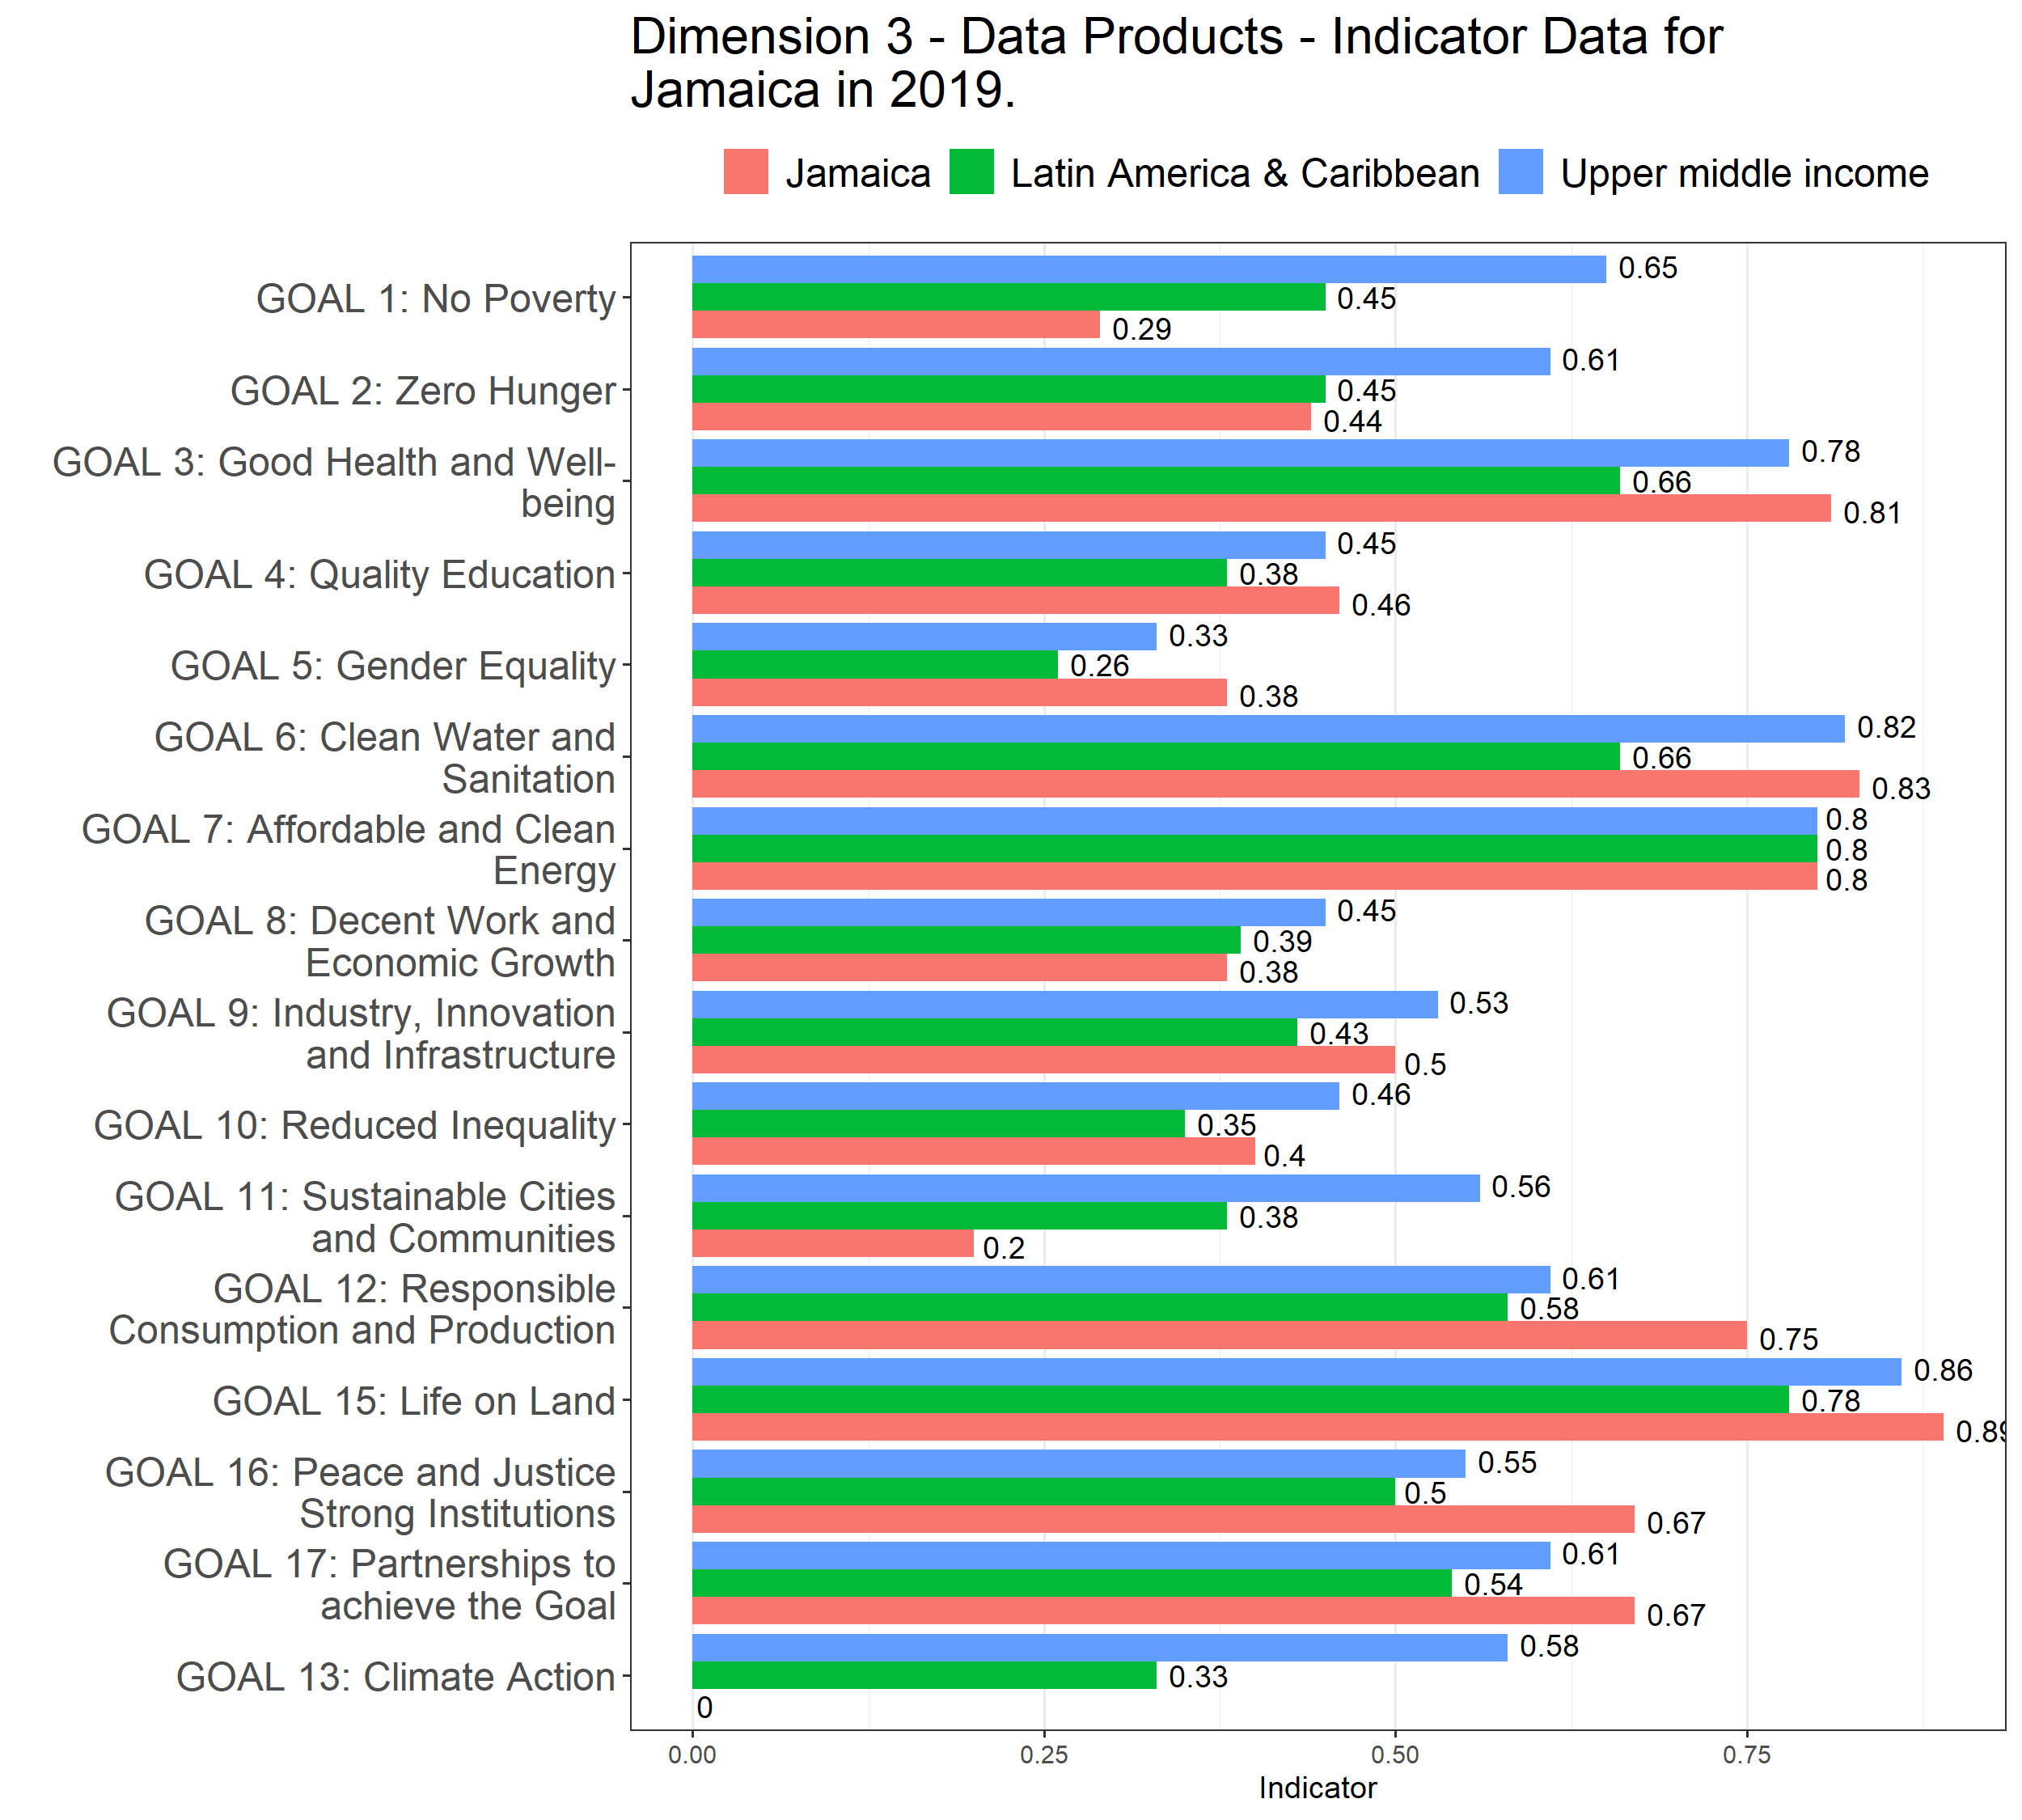 Dimension 3 - Data Products - Indicator Data for
Jamaica in 2019.
Jamaica
Latin America & Caribbean
Upper middle income
GOAL 1: No Poverty
0.65
0.45
0.29
GOAL 2: Zero Hunger
0.61
0.45
0.44
GOAL 3: Good Health and Well-
being
0.78
0.66
0.81
GOAL 4: Quality Education
0.45
0.38
0.46
GOAL 5: Gender Equality
0.33
0.26
0.38
GOAL 6: Clean Water and
Sanitation
0.82
0.66
0.83
GOAL 7: Affordable and Clean
Energy
0.8
0.8
0.8
GOAL 8: Decent Work and
Economic Growth
0.45
0.39
0.38
GOAL 9: Industry, Innovation
and Infrastructure
0.53
0.43
0.5
GOAL 10: Reduced Inequality
0.46
0.35
0.4
GOAL 11: Sustainable Cities
and Communities
0.56
0.38
0.2
GOAL 12: Responsible
Consumption and Production
0.61
0.58
0.75
GOAL 15: Life on Land
0.86
0.78
0.89
GOAL 16: Peace and Justice
Strong Institutions
0.55
0.5
0.67
GOAL 17: Partnerships to
achieve the Goal
0.61
0.54
0.67
GOAL 13: Climate Action
0.58
0.33
0
0.00 0.25 0.50 0.75
Indicator